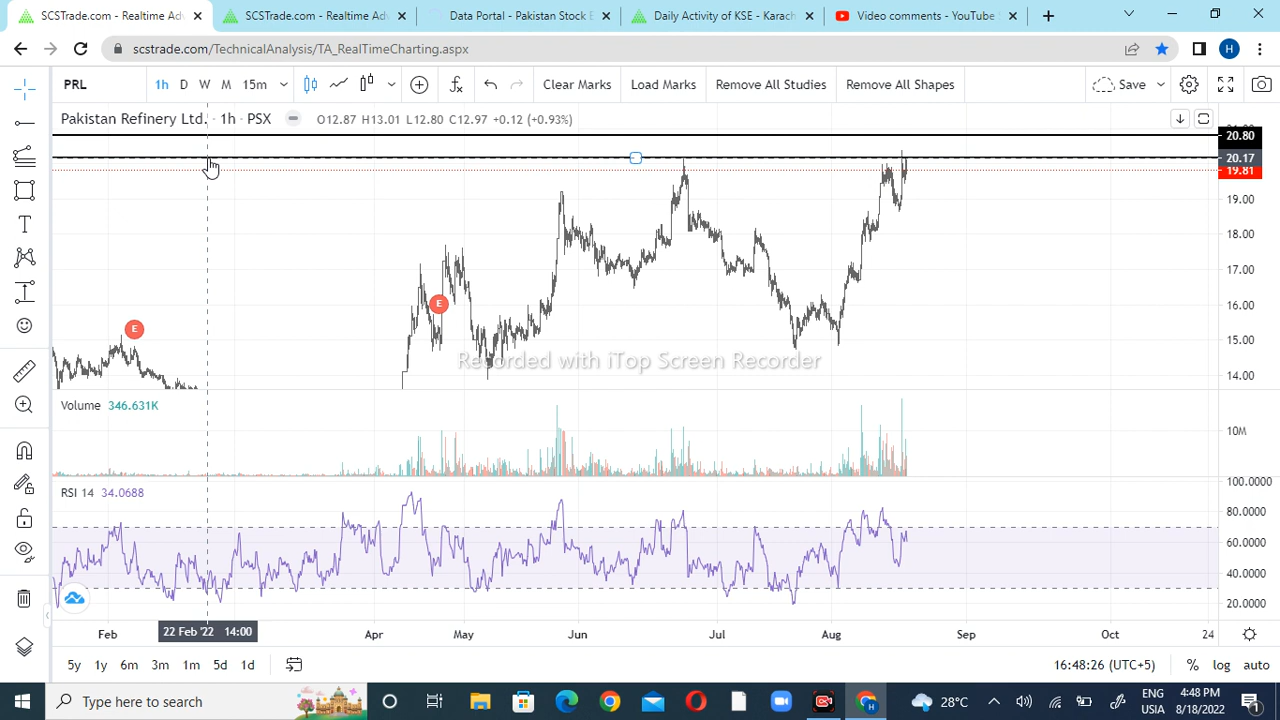 SCSTrade.com - Realtime Adv
SCSTrade.com - Realtime Adv
Data Portal - Pakistan Stock E
Daily Activity of KSE - Karach
Video comments - YouTube S
scstrade.com/TechnicalAnalysis/TA_RealTimeCharting.aspx
H
PRL 1h D W M 15m Clear Marks Load Marks Remove All Studies Remove All Shapes Save
Pakistan Refinery Ltd. · 1h · PSX O12.87 H13.01 L12.80 C12.97 +0.12 (+0.93%)
20.80
20.17
19.81
19.00
18.00
17.00
E
16.00
E
15.00
Recorded with iTop Screen Recorder
14.00
Volume 346.631K
10M
100.0000
RSI 14 34.0688
80.0000
60.0000
40.0000
20.0000
Feb 22 Feb '22 14:00 Apr May Jun Jul Aug Sep Oct 24
5y 1y 6m 3m 1m 5d 1d 16:48:26 (UTC+5) % log auto
Type here to search 28°C ENG 4:48 PM
USIA 8/18/2022